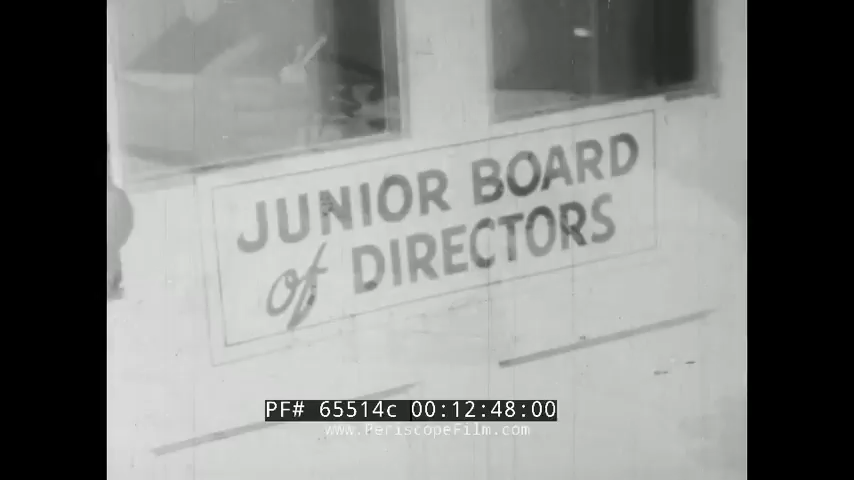 JUNIOR BOARD
of DIRECTORS
PF# 65514c 00:12:48:00
www.PeriscopeFilm.com